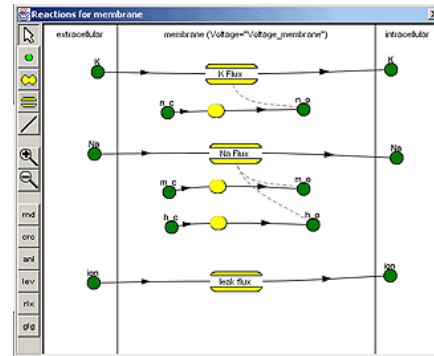 Reactions for membrane
extracellular
membrane (Voltage="Voltage_membrane")
intracellular
K
K Flux
K
n_c
n_o
Na
Na Flux
Na
m_c
m_o
h_c
h_o
ion
leak flux
ion
rnd
circ
anl
lev
rlx
glg